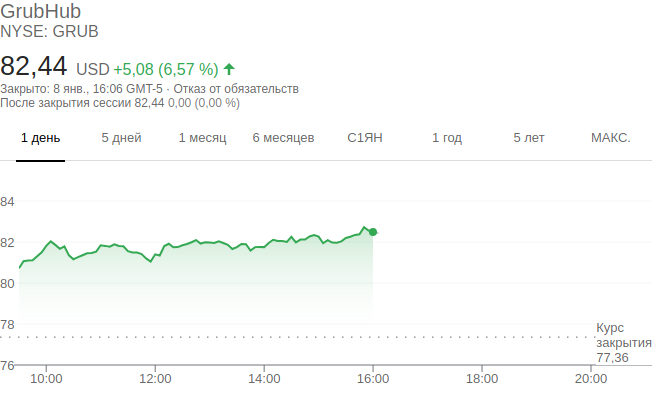 GrubHub
NYSE: GRUB
82,44 USD +5,08 (6,57 %)
Закрыто: 8 янв., 16:06 GMT-5 · Отказ от обязательств
После закрытия сессии 82,44 0,00 (0,00 %)
1 день 5 дней 1 месяц 6 месяцев С1ЯН 1 год 5 лет МАКС.
84
82
80
78
Курс
закрытия
77,36
76
10:00 12:00 14:00 16:00 18:00 20:00